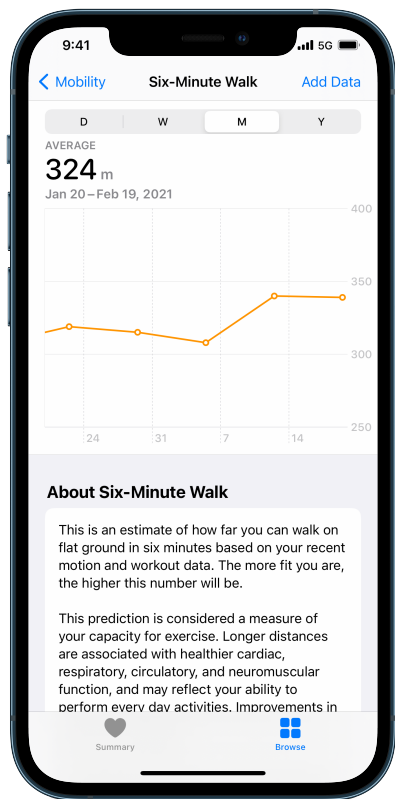 9:41 5G
Mobility Six-Minute Walk Add Data
D W M Y
AVERAGE
324 m
Jan 20–Feb 19, 2021
400
350
300
250
24 31 7 14
About Six-Minute Walk
This is an estimate of how far you can walk on
flat ground in six minutes based on your recent
motion and workout data. The more fit you are,
the higher this number will be.
This prediction is considered a measure of
your capacity for exercise. Longer distances
are associated with healthier cardiac,
respiratory, circulatory, and neuromuscular
function, and may reflect your ability to
perform every day activities. Improvements in
Summary Browse